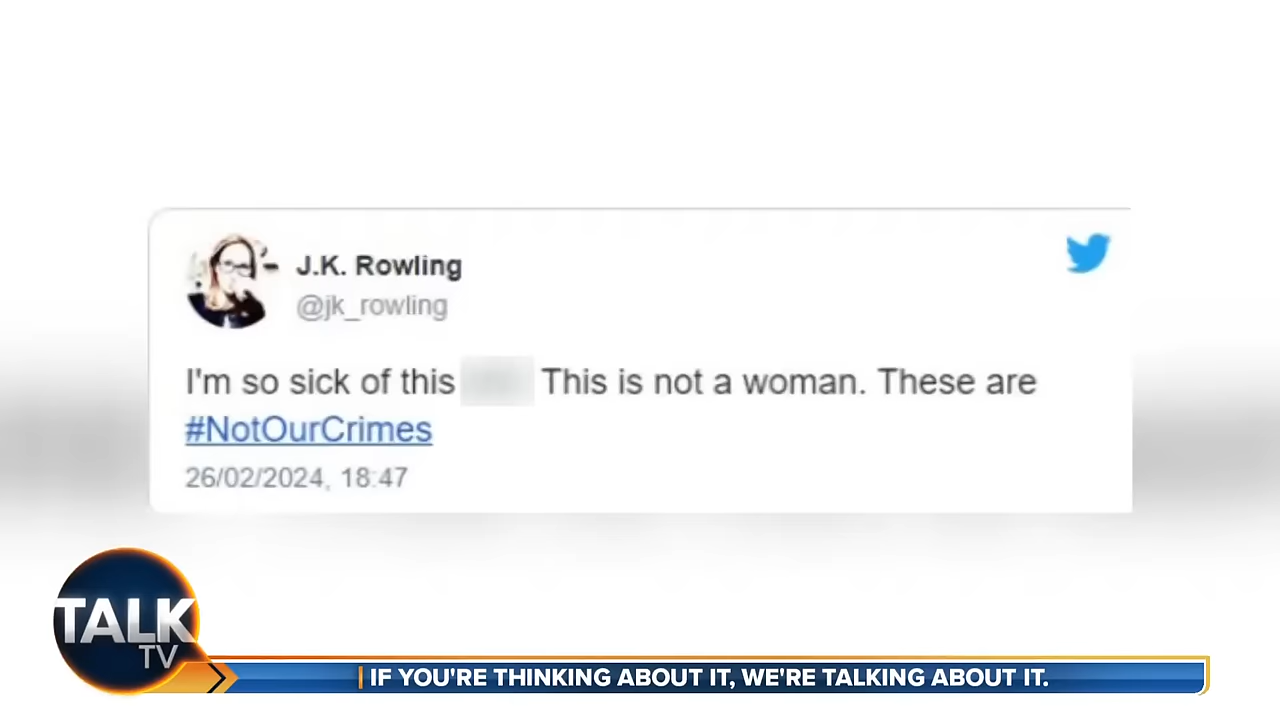 J.K. Rowling
@jk_rowling
I'm so sick of this This is not a woman. These are
#NotOurCrimes
26/02/2024, 18:47
TALK
TV
IF YOU'RE THINKING ABOUT IT, WE'RE TALKING ABOUT IT.